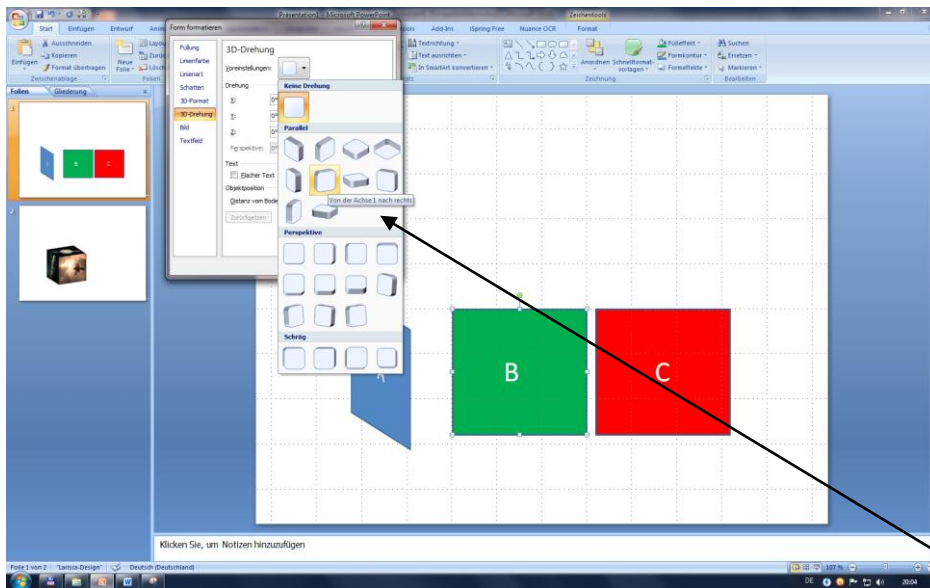 Präsentation1 - Microsoft PowerPoint
Zeichentools
Start Einfügen Entwurf
Add-Ins iSpring Free Nuance OCR Format
Ausschneiden
Kopieren
Format übertragen
Einfügen
Zwischenablage
Neue
Folie
Folien
Textrichtung
Text ausrichten
In SmartArt konvertieren
Anordnen
Schnellformat-
vorlagen
Fülleffekt
Formkontur
Formeffekte
Zeichnung
Suchen
Ersetzen
Markieren
Bearbeiten
Folien Gliederung
B C
Form formatieren
Füllung
Linienfarbe
Linienart
Schatten
3D-Format
3D-Drehung
Bild
Textfeld
3D-Drehung
Voreinstellungen:
Drehung
X:
Y:
Z:
Perspektive:
Text
Flacher Text
Objektposition
Distanz vom Bode
Zurücksetzen
Keine Drehung
Parallel
Von der Achse 1 nach rechts
Perspektive
Schräg
B
C
Klicken Sie, um Notizen hinzuzufügen
Folie 1 von 2 "Larissa-Design" Deutsch (Deutschland)
107 %
DE
20:04